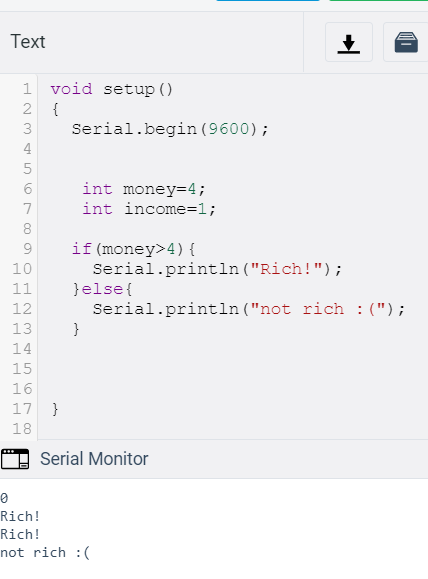 Text
1 void setup()
2 {
3   Serial.begin(9600);
4
5
6    int money=4;
7    int income=1;
8
9   if(money>4){
10     Serial.println("Rich!");
11   }else{
12     Serial.println("not rich :(");
13   }
14
15
16
17 }
18
Serial Monitor
0
Rich!
Rich!
not rich :(